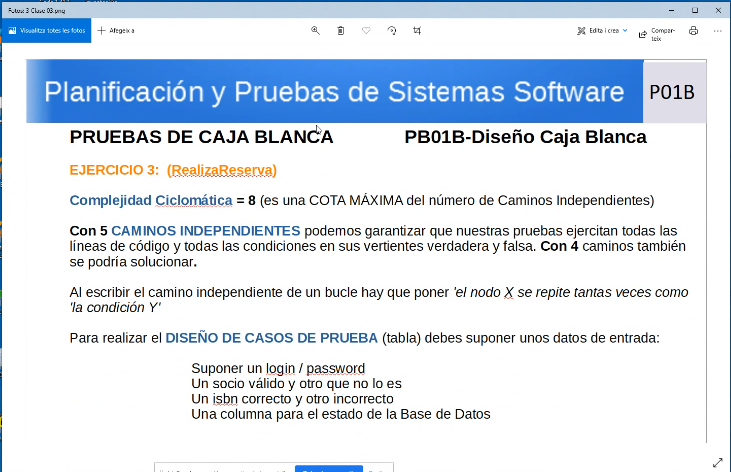 Fotos: 3 Clase 03.png
Visualitza totes les fotos
Afegeix a
Edita i crea
Compar-
teix
Planificación y Pruebas de Sistemas Software P01B
PRUEBAS DE CAJA BLANCA PB01B-Diseño Caja Blanca
EJERCICIO 3: (RealizaReserva)
Complejidad Ciclomática = 8 (es una COTA MÁXIMA del número de Caminos Independientes)
Con 5 CAMINOS INDEPENDIENTES podemos garantizar que nuestras pruebas ejercitan todas las
líneas de código y todas las condiciones en sus vertientes verdadera y falsa. Con 4 caminos también
se podría solucionar.
Al escribir el camino independiente de un bucle hay que poner 'el nodo X se repite tantas veces como
'la condición Y'
Para realizar el DISEÑO DE CASOS DE PRUEBA (tabla) debes suponer unos datos de entrada:
Suponer un login / password
Un socio válido y otro que no lo es
Un isbn correcto y otro incorrecto
Una columna para el estado de la Base de Datos